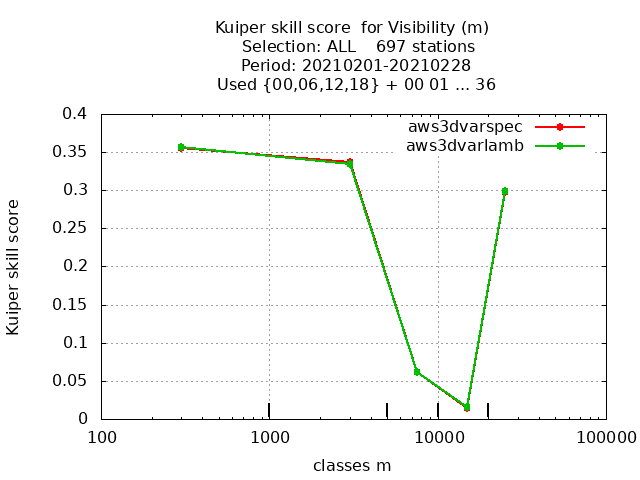 Kuiper skill score  for Visibility (m)
Selection: ALL    697 stations
Period: 20210201-20210228
Used {00,06,12,18} + 00 01 ... 36
aws3dvarspec
aws3dvarlamb
0.4
0.35
0.3
0.25
0.2
0.15
0.1
0.05
0
Kuiper skill score
100 1000 10000 100000
classes m